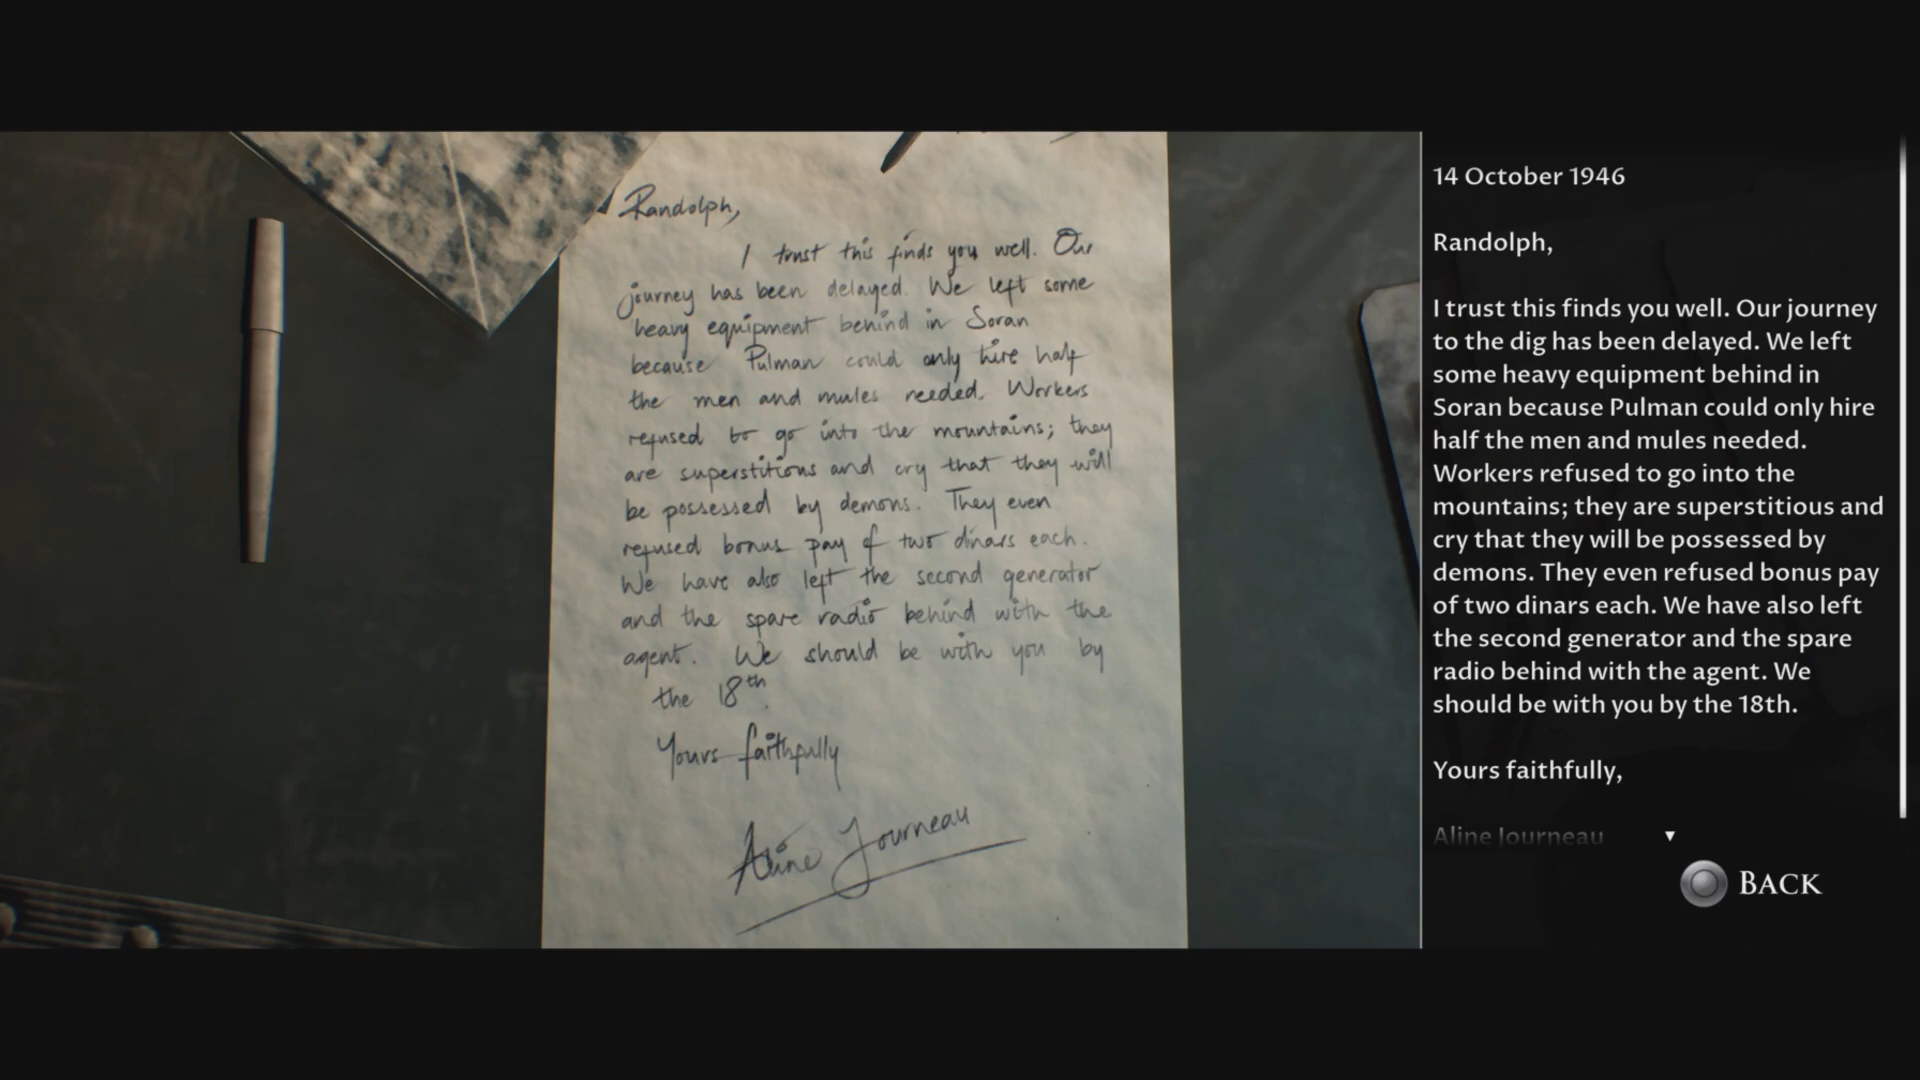 Randolph,
I trust this finds you well. Our
journey has been delayed. We left some
heavy equipment behind in Soran
because Pulman could only hire half
the men and mules needed. Workers
refused to go into the mountains; they
are superstitious and cry that they will
be possessed by demons. They even
refused bonus pay of two dinars each.
We have also left the second generator
and the spare radio behind with the
agent. We should be with you by
the 18th.
Yours faithfully
Aline Journeau
14 October 1946
Randolph,
I trust this finds you well. Our journey
to the dig has been delayed. We left
some heavy equipment behind in
Soran because Pulman could only hire
half the men and mules needed.
Workers refused to go into the
mountains; they are superstitious and
cry that they will be possessed by
demons. They even refused bonus pay
of two dinars each. We have also left
the second generator and the spare
radio behind with the agent. We
should be with you by the 18th.
Yours faithfully,
Aline Journeau
BACK